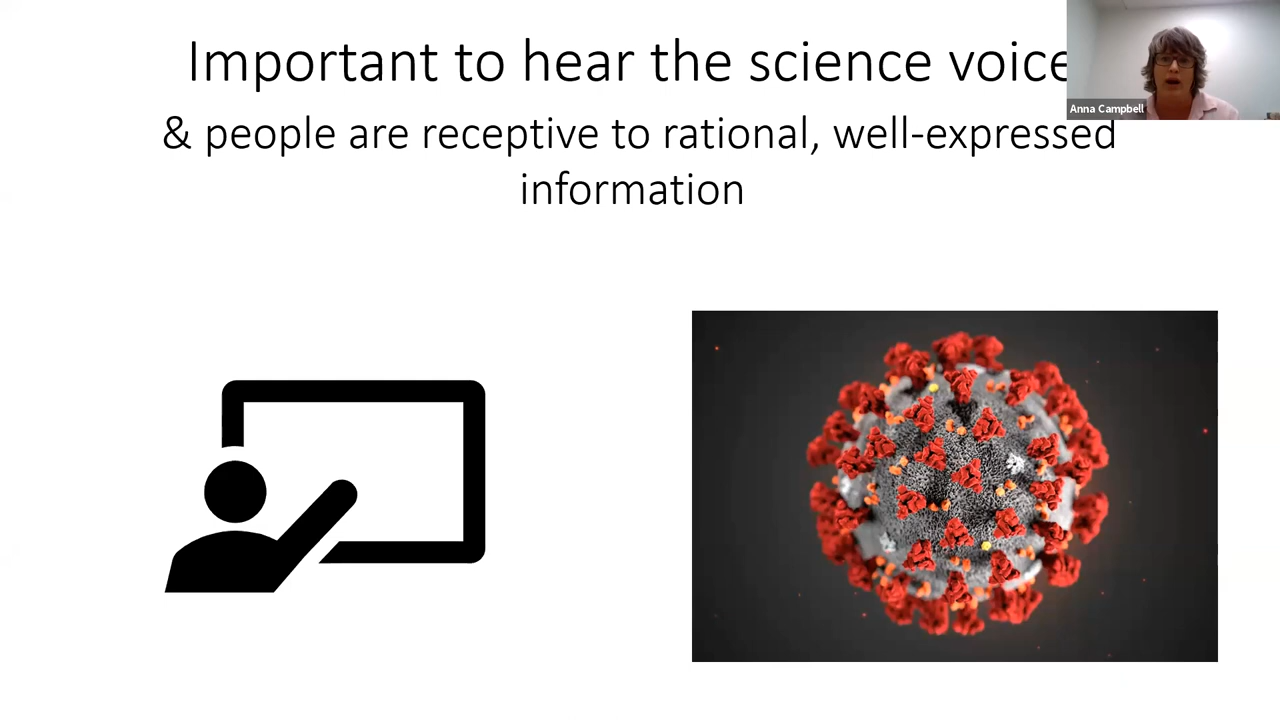 Important to hear the science voice
& people are receptive to rational, well-expressed
information
Anna Campbell